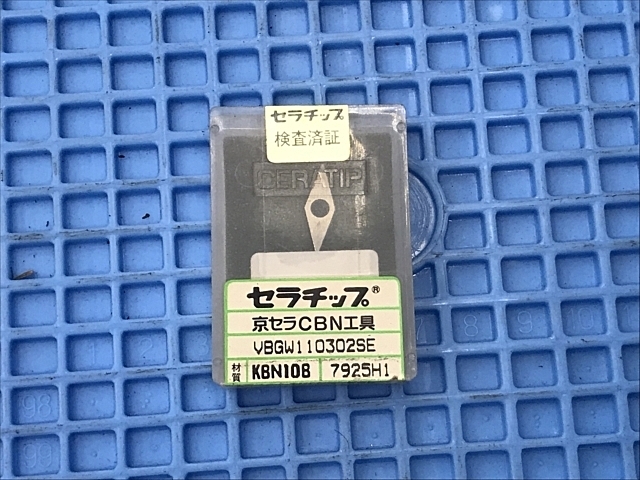 セラチップ
検査済証
CERATIP
セラチップ®
京セラCBN工具
VBGW110302SE
材質 KBN10B 7925H1